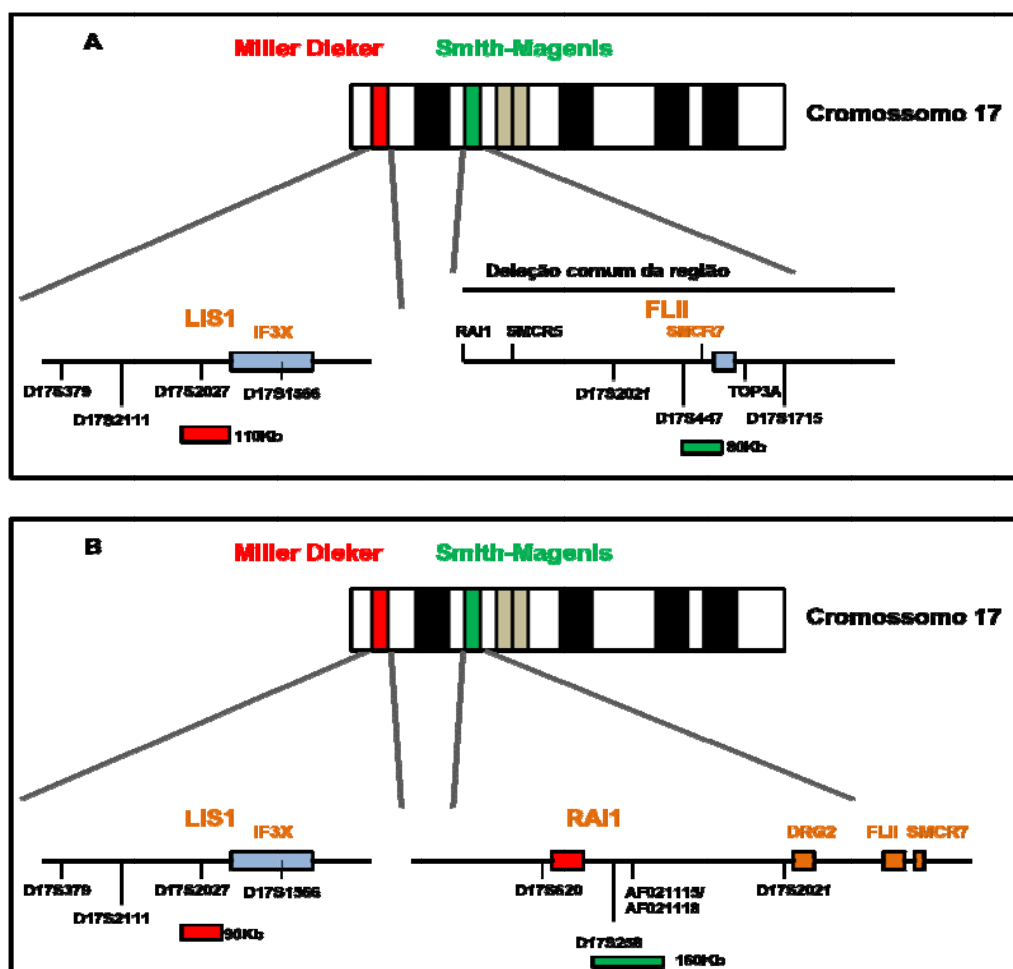 A
Miller Dieker
Smith-Magenis
Cromossomo 17
Deleção comum da região
LIS1
FLII
IF3X
RAI1
SMCR5
SMCR7
D17S379
D17S2027
D17S1566
D17S2021
TOP3A
D17S2111
D17S447
D17S1715
110Kb
80Kb
B
Miller Dieker
Smith-Magenis
Cromossomo 17
LIS1
RAI1
IF3X
DRG2
FLII
SMCR7
D17S379
D17S2027
D17S1566
D17S620
AF021115/
AF021118
D17S2021
D17S2111
D17S258
90Kb
160Kb